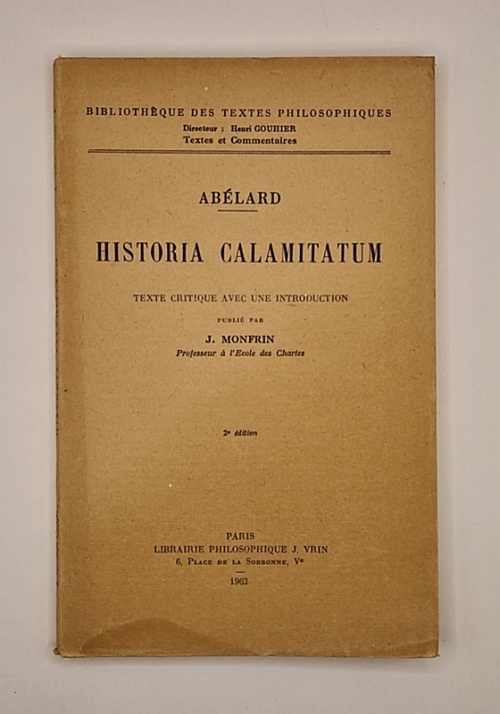 BIBLIOTHÈQUE DES TEXTES PHILOSOPHIQUES
Directeur : Henri GOUHIER
Textes et Commentaires
ABÉLARD
HISTORIA CALAMITATUM
TEXTE CRITIQUE AVEC UNE INTRODUCTION
PUBLIÉ PAR
J. MONFRIN
Professeur à l'Ecole des Chartes
2e édition
PARIS
LIBRAIRIE PHILOSOPHIQUE J. VRIN
6, PLACE DE LA SORBONNE, Ve
1962